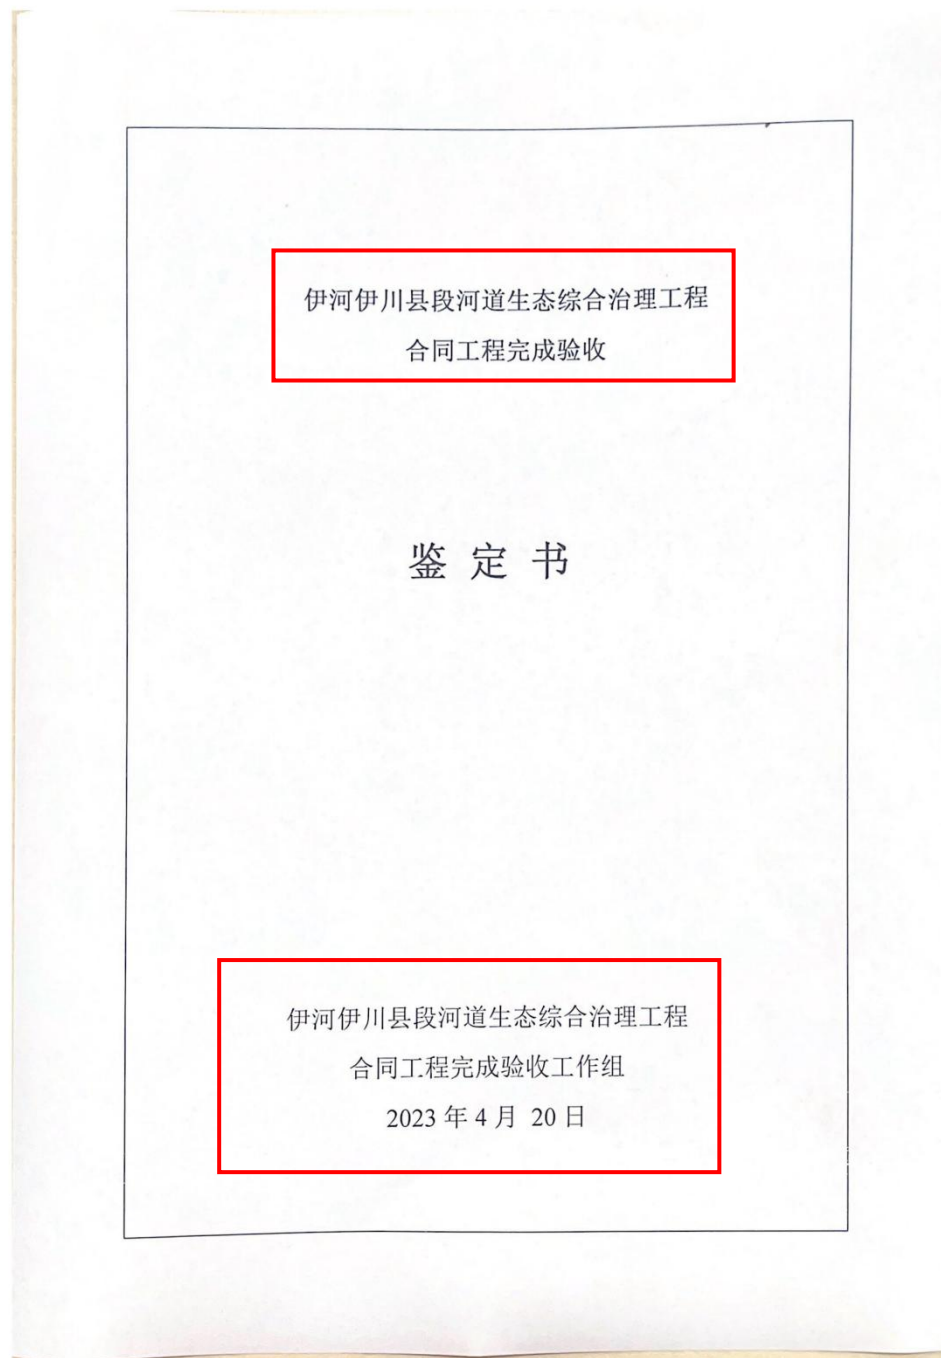 伊河伊川县段河道生态综合治理工程
合同工程完成验收
鉴 定 书
伊河伊川县段河道生态综合治理工程
合同工程完成验收工作组
2023 年 4 月 20 日